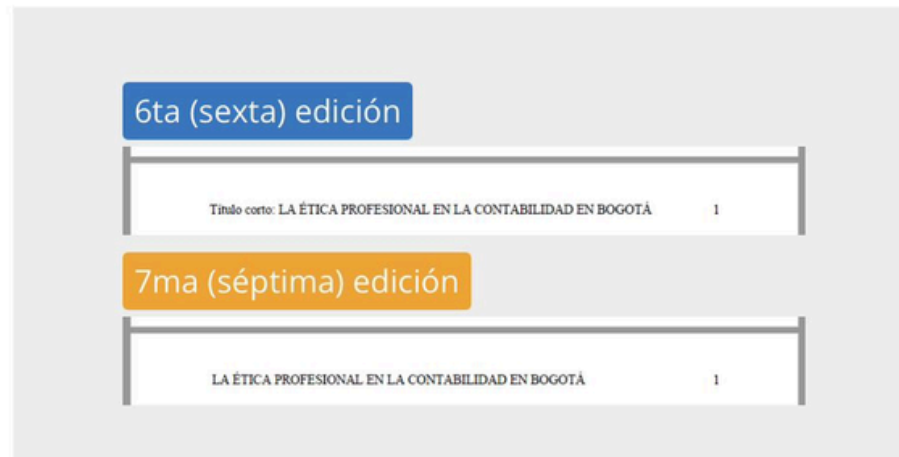 6ta (sexta) edición
Título corto: LA ÉTICA PROFESIONAL EN LA CONTABILIDAD EN BOGOTÁ 1
7ma (séptima) edición
LA ÉTICA PROFESIONAL EN LA CONTABILIDAD EN BOGOTÁ 1